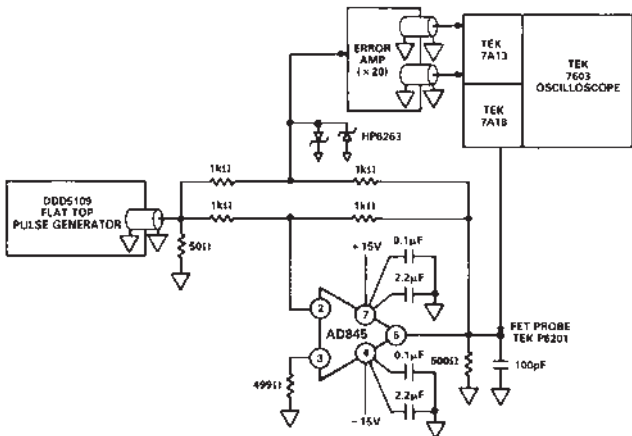 ERROR
AMP
(×20)
TEK
7A13
TEK
7603
OSCILLOSCOPE
TEK
7A18
HP6263
1kΩ
1kΩ
DDD5109
FLAT TOP
PULSE GENERATOR
1kΩ
1kΩ
50Ω
+15V
0.1µF
2.2µF
2
7
AD845
6
3
4
499Ω
0.1µF
2.2µF
-15V
500Ω
FET PROBE
TEK P6201
100pF